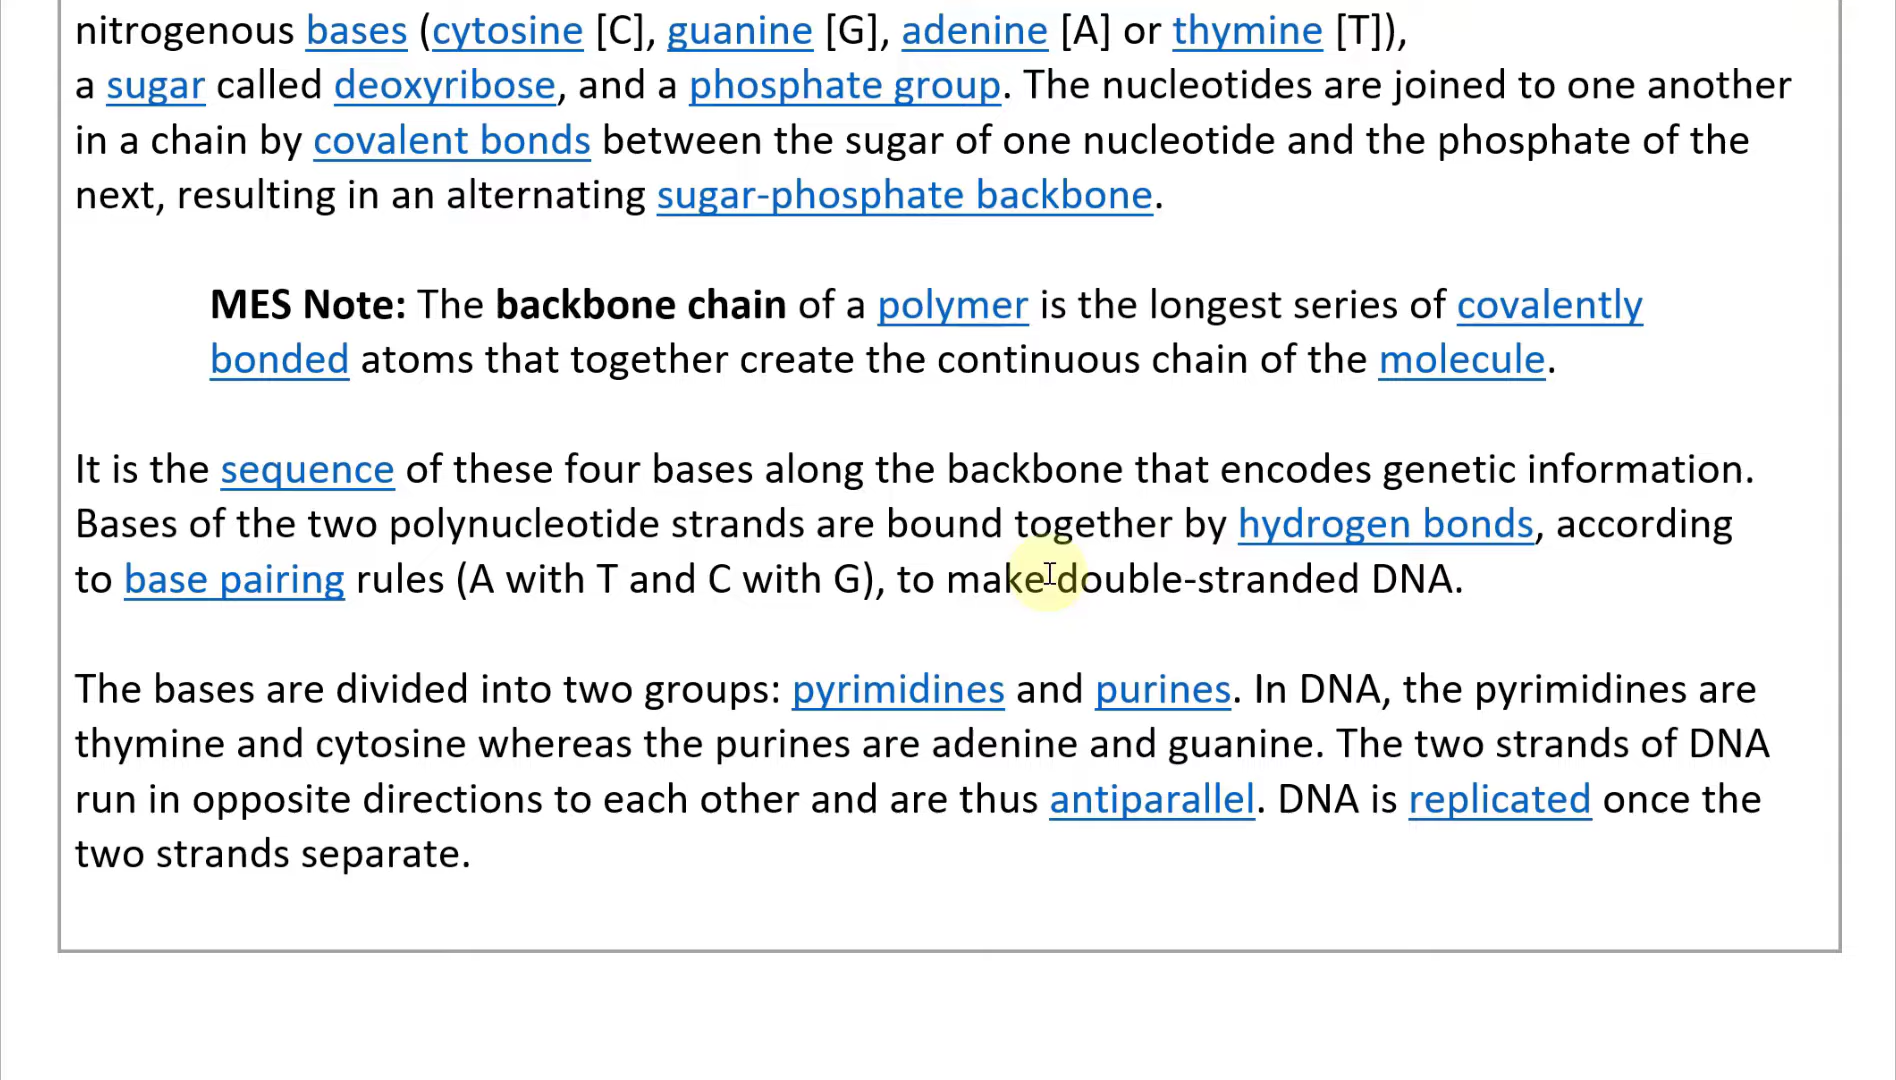 nitrogenous bases (cytosine [C], guanine [G], adenine [A] or thymine [T]),
a sugar called deoxyribose, and a phosphate group. The nucleotides are joined to one another
in a chain by covalent bonds between the sugar of one nucleotide and the phosphate of the
next, resulting in an alternating sugar-phosphate backbone.
MES Note: The backbone chain of a polymer is the longest series of covalently
bonded atoms that together create the continuous chain of the molecule.
It is the sequence of these four bases along the backbone that encodes genetic information.
Bases of the two polynucleotide strands are bound together by hydrogen bonds, according
to base pairing rules (A with T and C with G), to make double-stranded DNA.
The bases are divided into two groups: pyrimidines and purines. In DNA, the pyrimidines are
thymine and cytosine whereas the purines are adenine and guanine. The two strands of DNA
run in opposite directions to each other and are thus antiparallel. DNA is replicated once the
two strands separate.